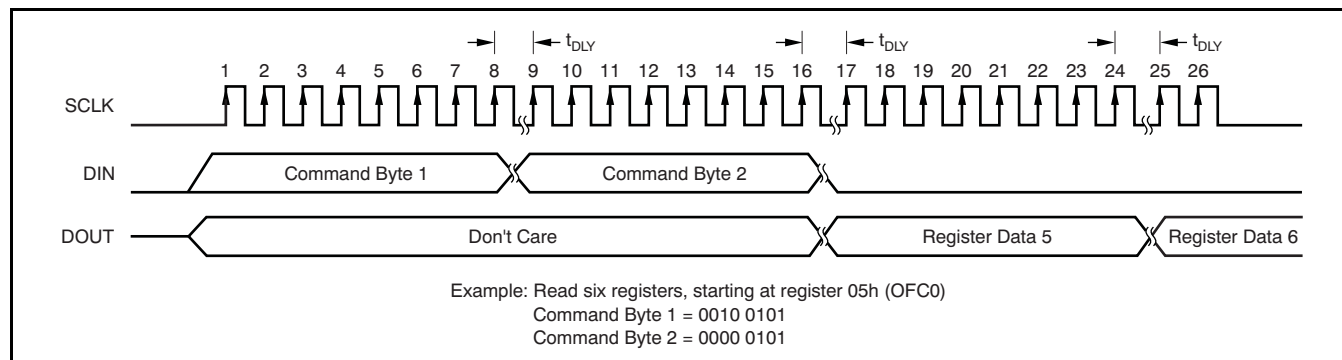 t_DLY t_DLY t_DLY
1 2 3 4 5 6 7 8 9 10 11 12 13 14 15 16 17 18 19 20 21 22 23 24 25 26
SCLK
DIN Command Byte 1 Command Byte 2
DOUT Don't Care Register Data 5 Register Data 6
Example: Read six registers, starting at register 05h (OFC0)
Command Byte 1 = 0010 0101
Command Byte 2 = 0000 0101